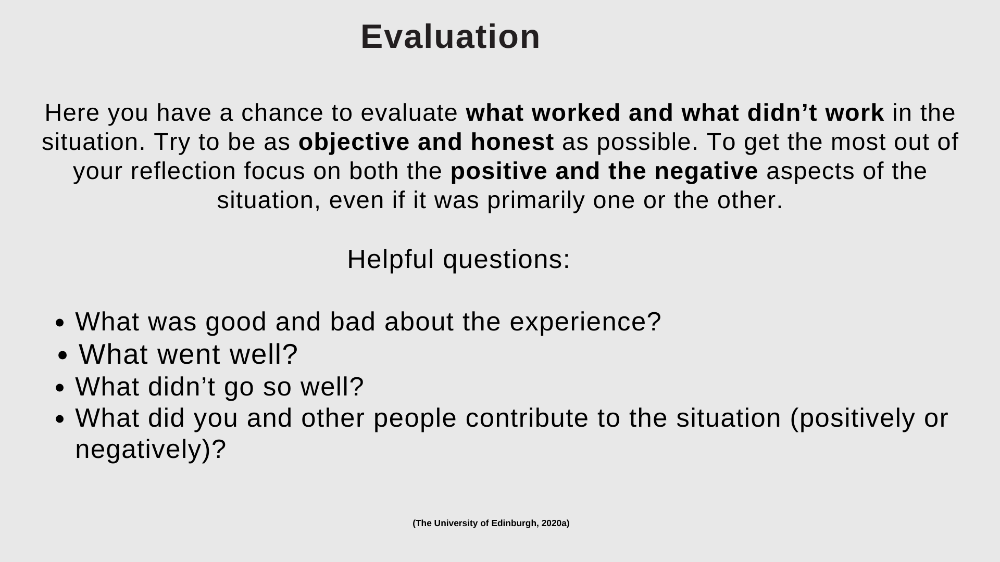 Evaluation
Here you have a chance to evaluate what worked and what didn’t work in the
situation. Try to be as objective and honest as possible. To get the most out of
your reflection focus on both the positive and the negative aspects of the
situation, even if it was primarily one or the other.
Helpful questions:
• What was good and bad about the experience?
• What went well?
• What didn’t go so well?
• What did you and other people contribute to the situation (positively or
negatively)?
(The University of Edinburgh, 2020a)